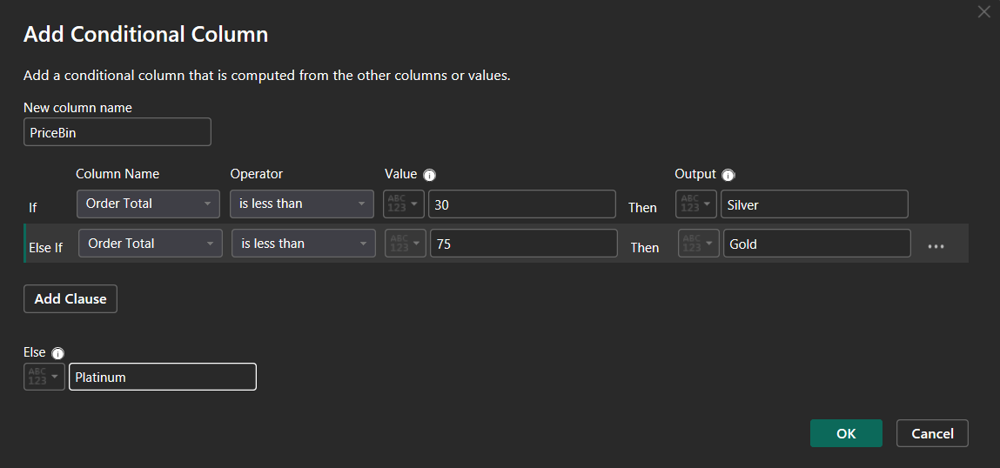 Add Conditional Column
Add a conditional column that is computed from the other columns or values.
New column name
PriceBin
Column Name Operator Value Output
If Order Total is less than ABC 123 30 Then ABC 123 Silver
Else If Order Total is less than ABC 123 75 Then ABC 123 Gold
Add Clause
Else
ABC 123 Platinum
OK Cancel